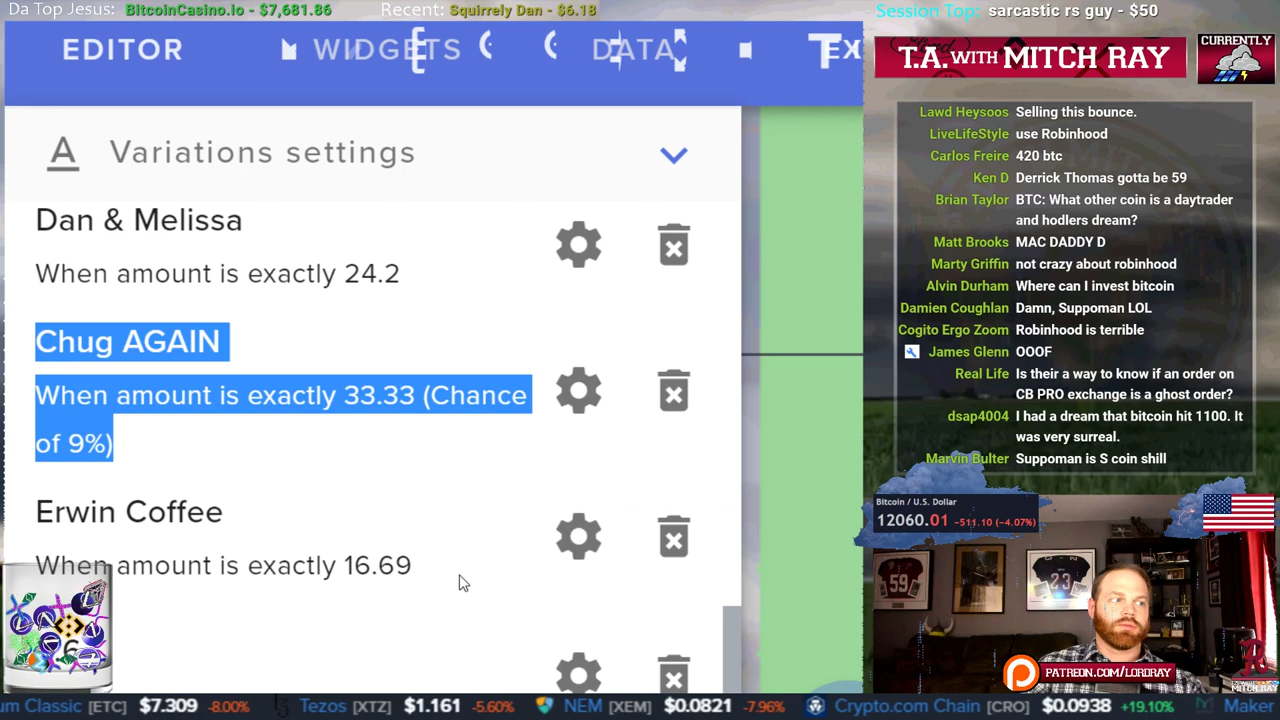 Da Top Jesus: BitcoinCasino.io - $7,681.86
Recent: Squirrely Dan - $6.18
Session Top: sarcastic rs guy - $50
EDITOR
WIDGETS
DATA
T.A. WITH MITCH RAY
CURRENTLY
Variations settings
Dan & Melissa
When amount is exactly 24.2
Chug AGAIN
When amount is exactly 33.33 (Chance
of 9%)
Erwin Coffee
When amount is exactly 16.69
Lawd Heysoos Selling this bounce.
LiveLifeStyle use Robinhood
Carlos Freire 420 btc
Ken D Derrick Thomas gotta be 59
Brian Taylor BTC: What other coin is a daytrader
and hodlers dream?
Matt Brooks MAC DADDY D
Marty Griffin not crazy about robinhood
Alvin Durham Where can I invest bitcoin
Damien Coughlan Damn, Suppoman LOL
Cogito Ergo Zoom Robinhood is terrible
James Glenn OOOF
Real Life Is their a way to know if an order on
CB PRO exchange is a ghost order?
dsap4004 I had a dream that bitcoin hit 1100. It
was very surreal.
Marvin Bulter Suppoman is S coin shill
Bitcoin / U.S. Dollar
12060.01 −511.10 (−4.07%)
59
23
PATREON.COM/LORDRAY
R
MITCH RAY
um Classic [ETC] $7.309 -8.00%
Tezos [XTZ] $1.161 -5.60%
NEM [XEM] $0.0821 -7.96%
Crypto.com Chain [CRO] $0.0938 +19.10%
Maker